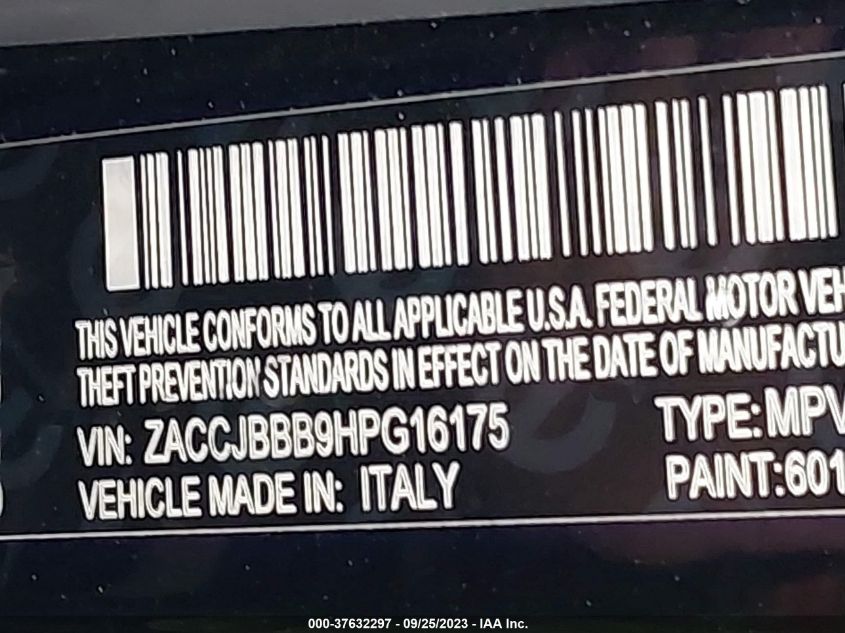 THIS VEHICLE CONFORMS TO ALL APPLICABLE U.S.A. FEDERAL MOTOR VEH
THEFT PREVENTION STANDARDS IN EFFECT ON THE DATE OF MANUFACTU
VIN: ZACCJBBB9HPG16175 TYPE: MPV
VEHICLE MADE IN: ITALY PAINT: 601
000-37632297 - 09/25/2023 - IAA Inc.